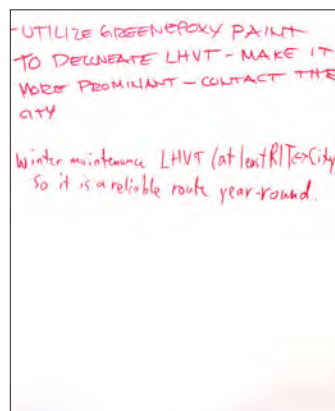 -UTILIZE GREEN EPOXY PAINT
TO DELINEATE LHVT - MAKE IT
MORE PROMINANT - CONTACT THE
CITY
Winter maintenance LHVT (at least RIT<->City)
So it is a reliable route year-round.